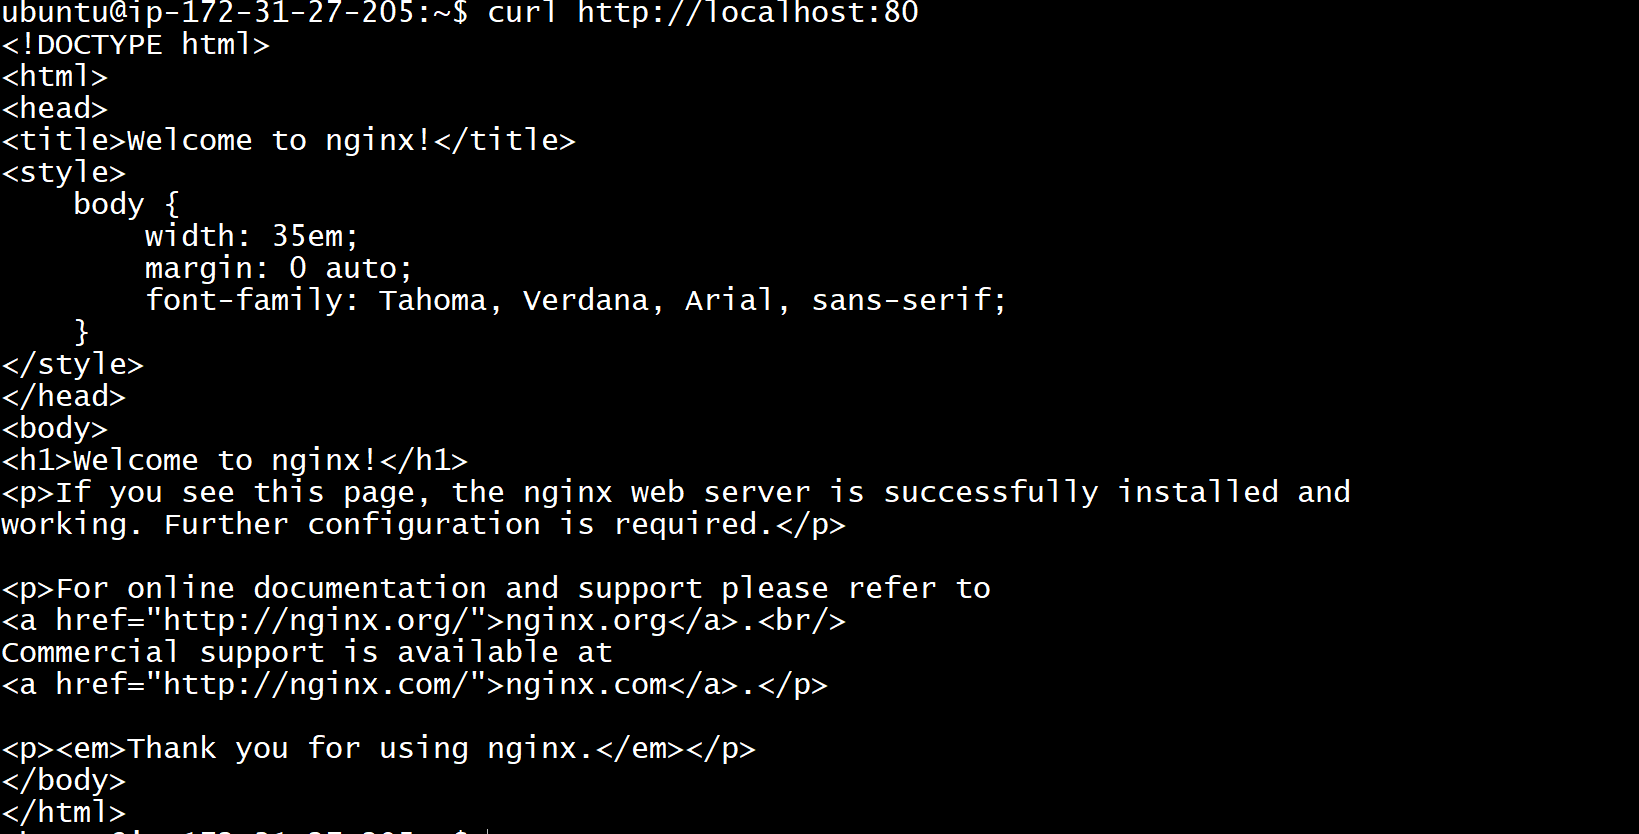 ubuntu@ip-172-31-27-205:~$ curl http://localhost:80
<!DOCTYPE html>
<html>
<head>
<title>Welcome to nginx!</title>
<style>
    body {
        width: 35em;
        margin: 0 auto;
        font-family: Tahoma, Verdana, Arial, sans-serif;
    }
</style>
</head>
<body>
<h1>Welcome to nginx!</h1>
<p>If you see this page, the nginx web server is successfully installed and
working. Further configuration is required.</p>

<p>For online documentation and support please refer to
<a href="http://nginx.org/">nginx.org</a>.<br/>
Commercial support is available at
<a href="http://nginx.com/">nginx.com</a>.</p>

<p><em>Thank you for using nginx.</em></p>
</body>
</html>